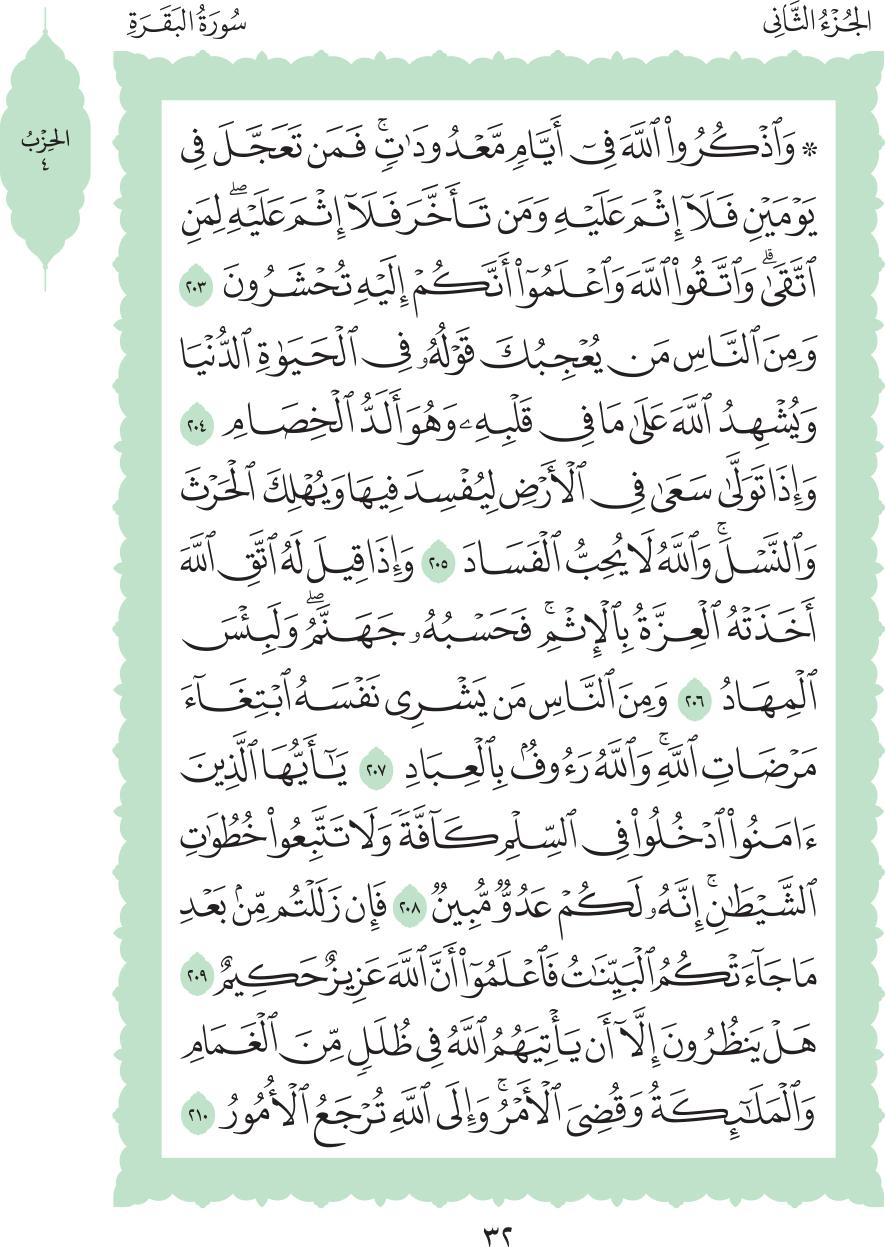 الجُزْءُ الثَّانِي
سُورَةُ البَقَرَةِ
الحِزْبُ
٤
* وَٱذْكُرُوا۟ ٱللَّهَ فِىٓ أَيَّامٍ مَّعْدُودَٰتٍ ۚ فَمَن تَعَجَّلَ فِى
يَوْمَيْنِ فَلَآ إِثْمَ عَلَيْهِ وَمَن تَأَخَّرَ فَلَآ إِثْمَ عَلَيْهِ ۖ لِمَنِ
ٱتَّقَىٰ ۗ وَٱتَّقُوا۟ ٱللَّهَ وَٱعْلَمُوٓا۟ أَنَّكُمْ إِلَيْهِ تُحْشَرُونَ ٢٠٣
وَمِنَ ٱلنَّاسِ مَن يُعْجِبُكَ قَوْلُهُۥ فِى ٱلْحَيَوٰةِ ٱلدُّنْيَا
وَيُشْهِدُ ٱللَّهَ عَلَىٰ مَا فِى قَلْبِهِۦ وَهُوَ أَلَدُّ ٱلْخِصَامِ ٢٠٤
وَإِذَا تَوَلَّىٰ سَعَىٰ فِى ٱلْأَرْضِ لِيُفْسِدَ فِيهَا وَيُهْلِكَ ٱلْحَرْثَ
وَٱلنَّسْلَ ۚ وَٱللَّهُ لَا يُحِبُّ ٱلْفَسَادَ ٢٠٥ وَإِذَا قِيلَ لَهُ ٱتَّقِ ٱللَّهَ
أَخَذَتْهُ ٱلْعِزَّةُ بِٱلْإِثْمِ ۚ فَحَسْبُهُۥ جَهَنَّمُ ۖ وَلَبِئْسَ
ٱلْمِهَادُ ٢٠٦ وَمِنَ ٱلنَّاسِ مَن يَشْرِى نَفْسَهُ ٱبْتِغَآءَ
مَرْضَاتِ ٱللَّهِ ۚ وَٱللَّهُ رَءُوفٌۢ بِٱلْعِبَادِ ٢٠٧ يَٰٓأَيُّهَا ٱلَّذِينَ
ءَامَنُوا۟ ٱدْخُلُوا۟ فِى ٱلسِّلْمِ كَآفَّةً وَلَا تَتَّبِعُوا۟ خُطُوَٰتِ
ٱلشَّيْطَٰنِ ۚ إِنَّهُۥ لَكُمْ عَدُوٌّ مُّبِينٌ ٢٠٨ فَإِن زَلَلْتُم مِّنۢ بَعْدِ
مَا جَآءَتْكُمُ ٱلْبَيِّنَٰتُ فَٱعْلَمُوٓا۟ أَنَّ ٱللَّهَ عَزِيزٌ حَكِيمٌ ٢٠٩
هَلْ يَنظُرُونَ إِلَّآ أَن يَأْتِيَهُمُ ٱللَّهُ فِى ظُلَلٍ مِّنَ ٱلْغَمَامِ
وَٱلْمَلَٰٓئِكَةُ وَقُضِىَ ٱلْأَمْرُ ۚ وَإِلَى ٱللَّهِ تُرْجَعُ ٱلْأُمُورُ ٢١٠
٣٢